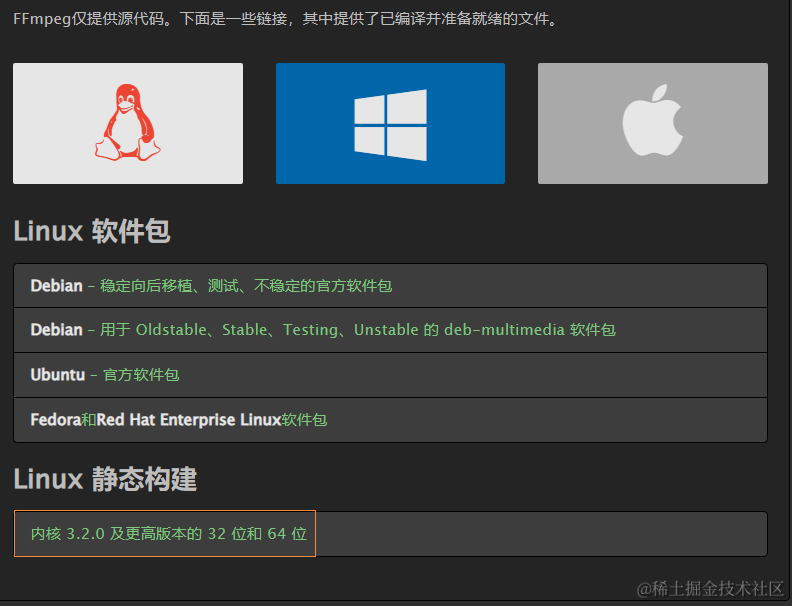 FFmpeg仅提供源代码。下面是一些链接，其中提供了已编译并准备就绪的文件。
Linux 软件包
Debian – 稳定向后移植、测试、不稳定的官方软件包
Debian – 用于 Oldstable、Stable、Testing、Unstable 的 deb-multimedia 软件包
Ubuntu – 官方软件包
Fedora和Red Hat Enterprise Linux软件包
Linux 静态构建
内核 3.2.0 及更高版本的 32 位和 64 位
@稀土掘金技术社区